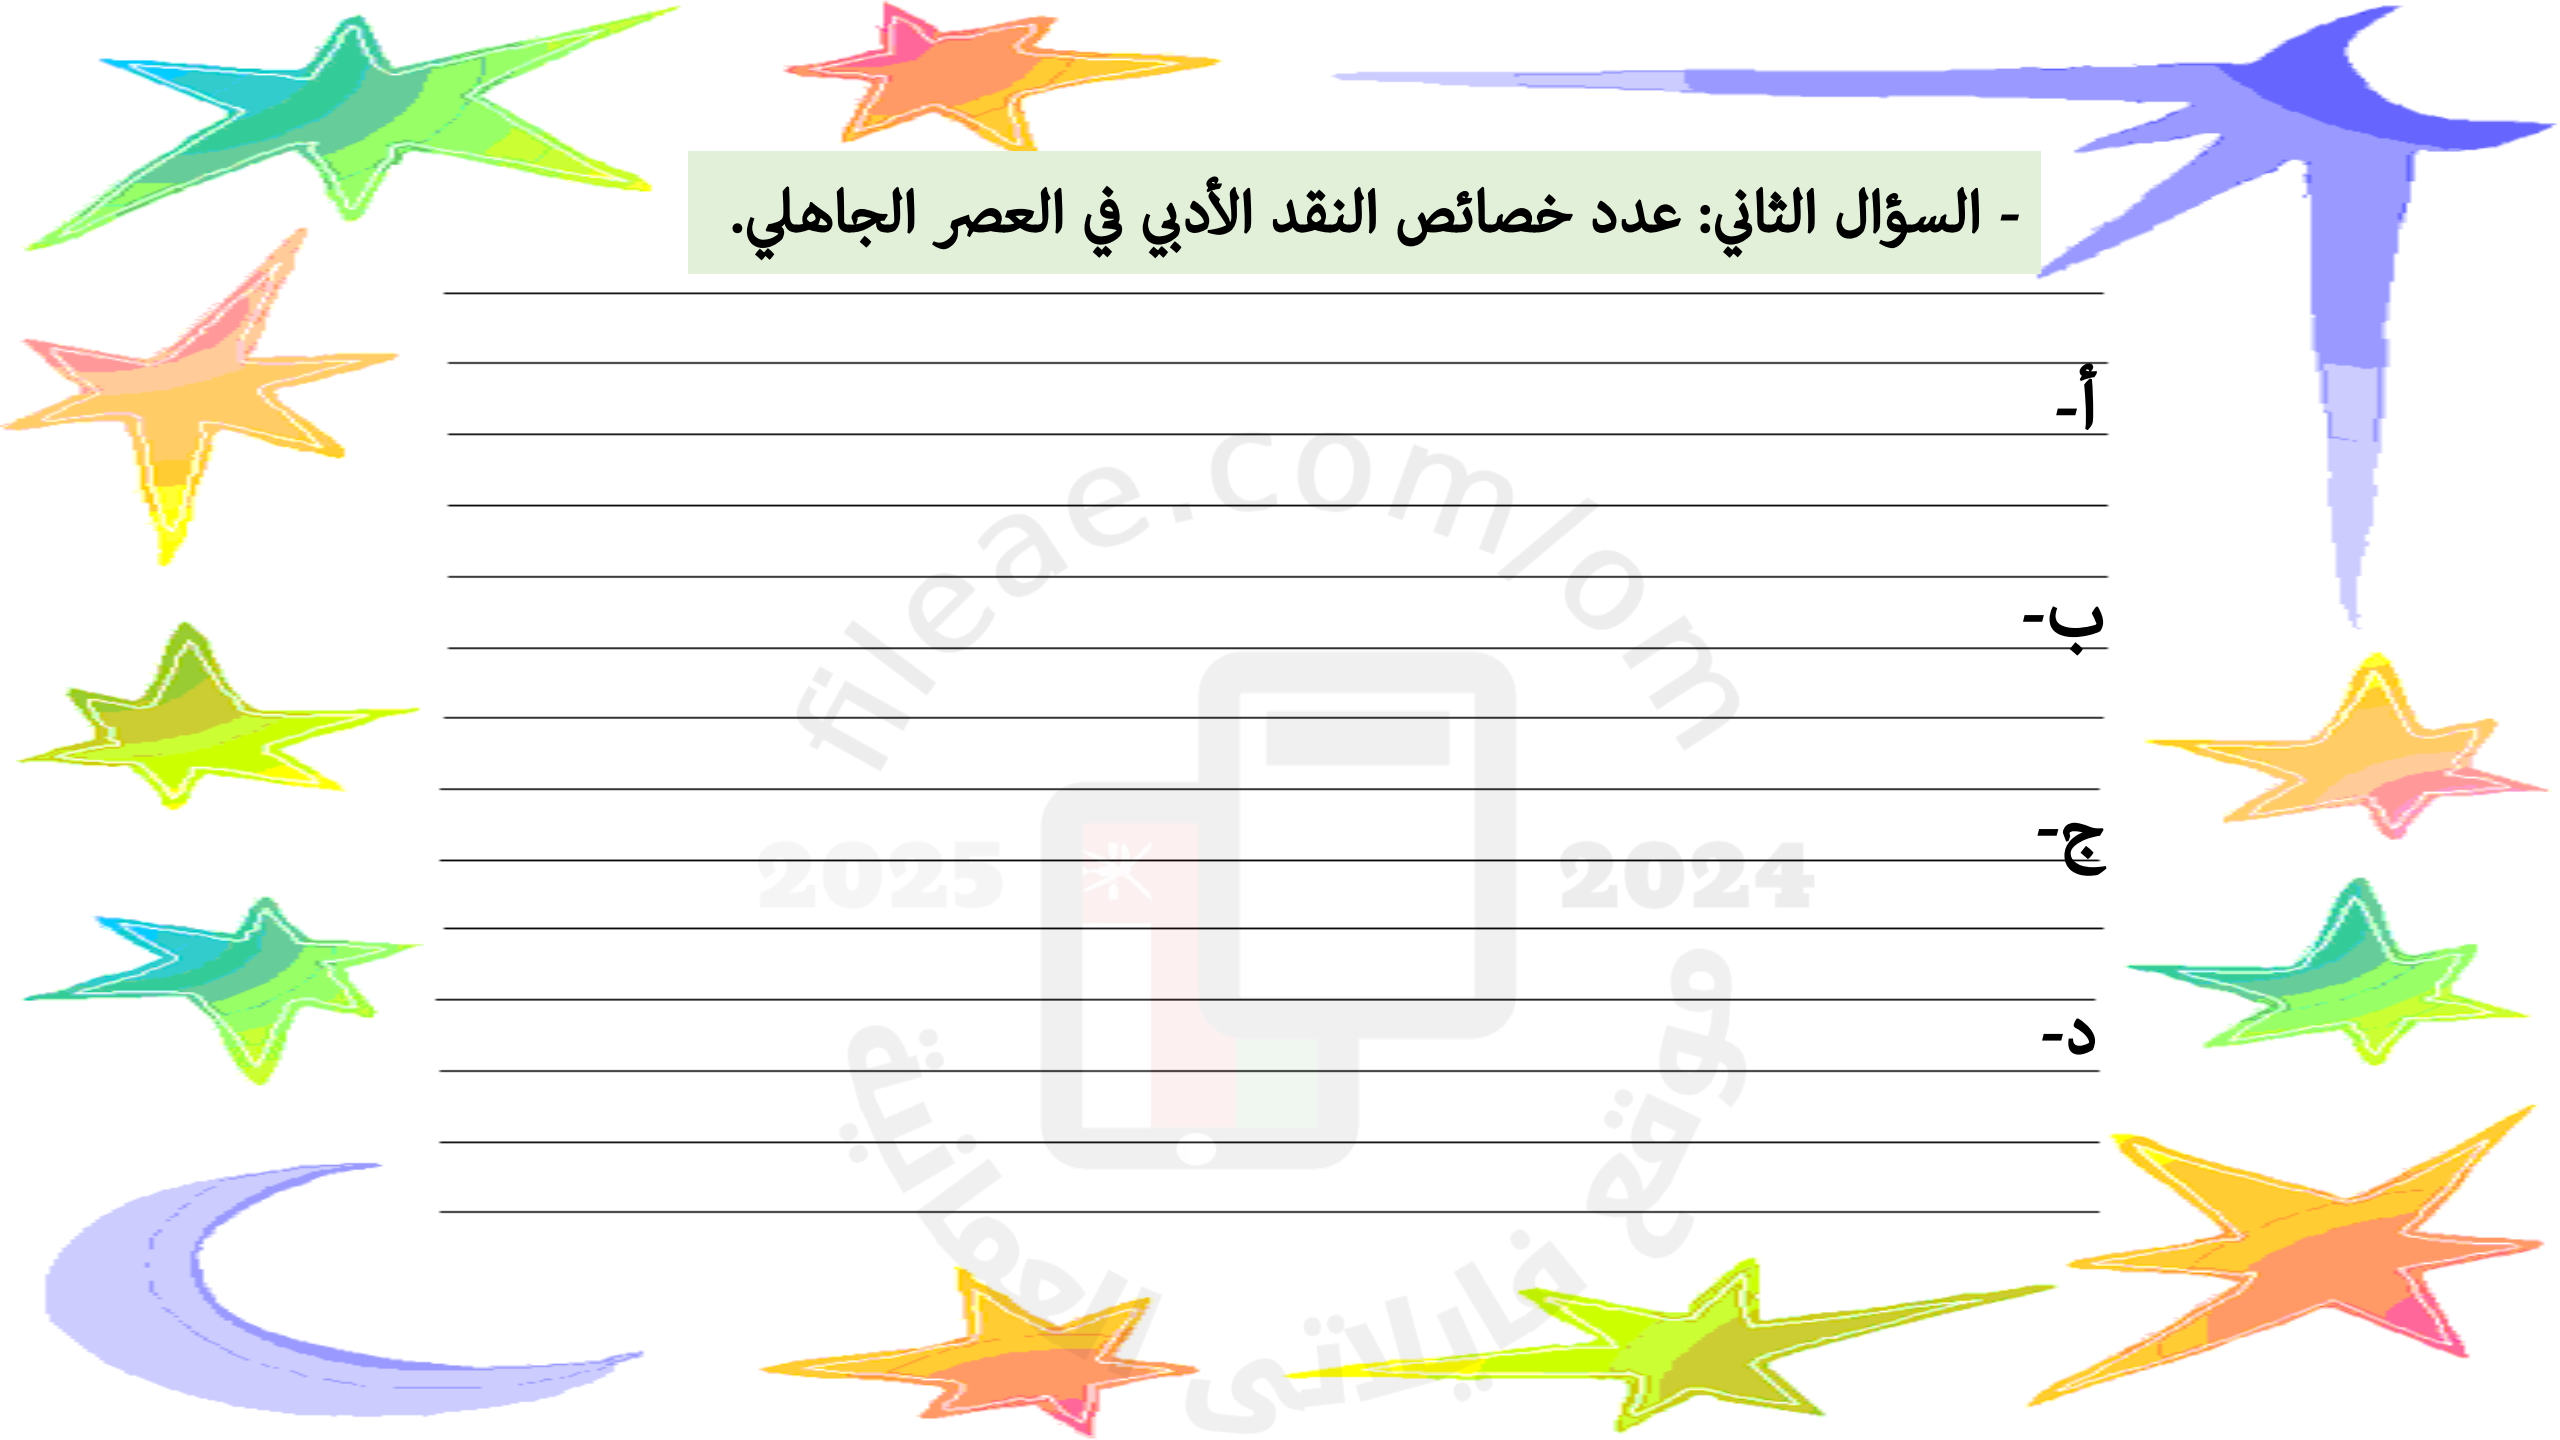 - السؤال الثاني: عدد خصائص النقد الأدبي في العصر الجاهلي.
أ-
fileae.com/om
ب-
ج-
2025 2024
د-
موقع فايلاتي العمانية